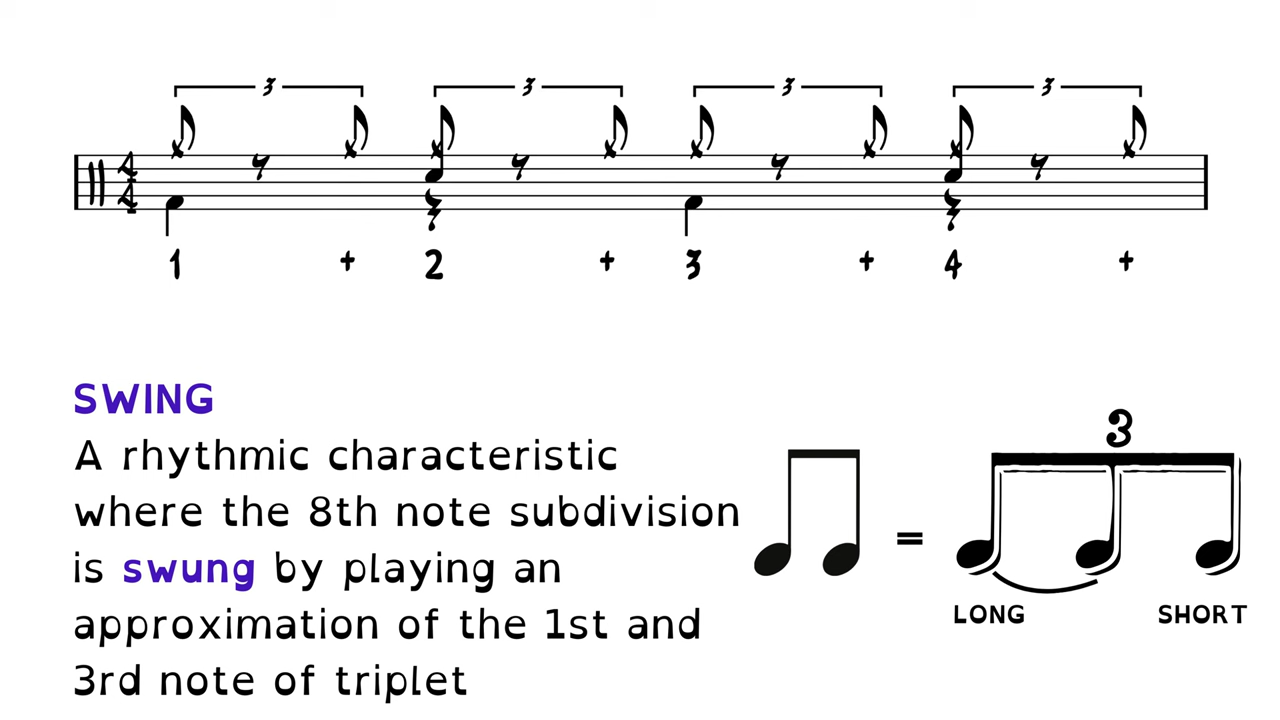 3 3 3 3
4
4
1 + 2 + 3 + 4 +
SWING
A rhythmic characteristic
where the 8th note subdivision
is swung by playing an
approximation of the 1st and
3rd note of triplet
=
3
LONG SHORT